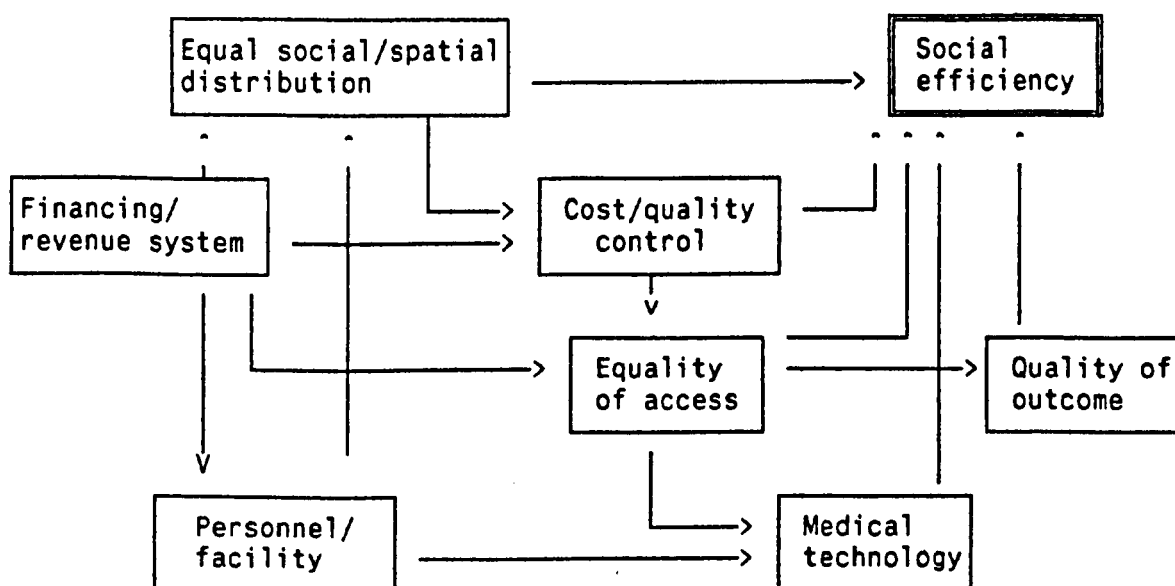 Equal social/spatial
distribution
Social
efficiency
Financing/
revenue system
Cost/quality
control
Equality
of access
Quality of
outcome
Personnel/
facility
Medical
technology